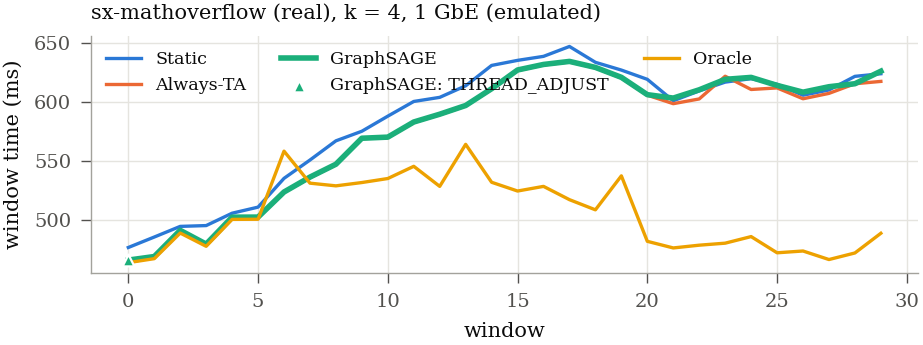 sx-mathoverflow (real), k = 4, 1 GbE (emulated)
Static
GraphSAGE
Oracle
Always-TA
GraphSAGE: THREAD_ADJUST
window time (ms)
650
600
550
500
0 5 10 15 20 25 30
window